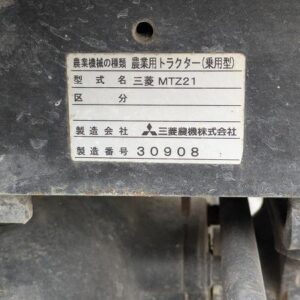 農業機械の種類 農業用トラクター(乗用型)
型式名 三菱 MTZ21
区分
製造会社 三菱農機株式会社
製造番号 30908